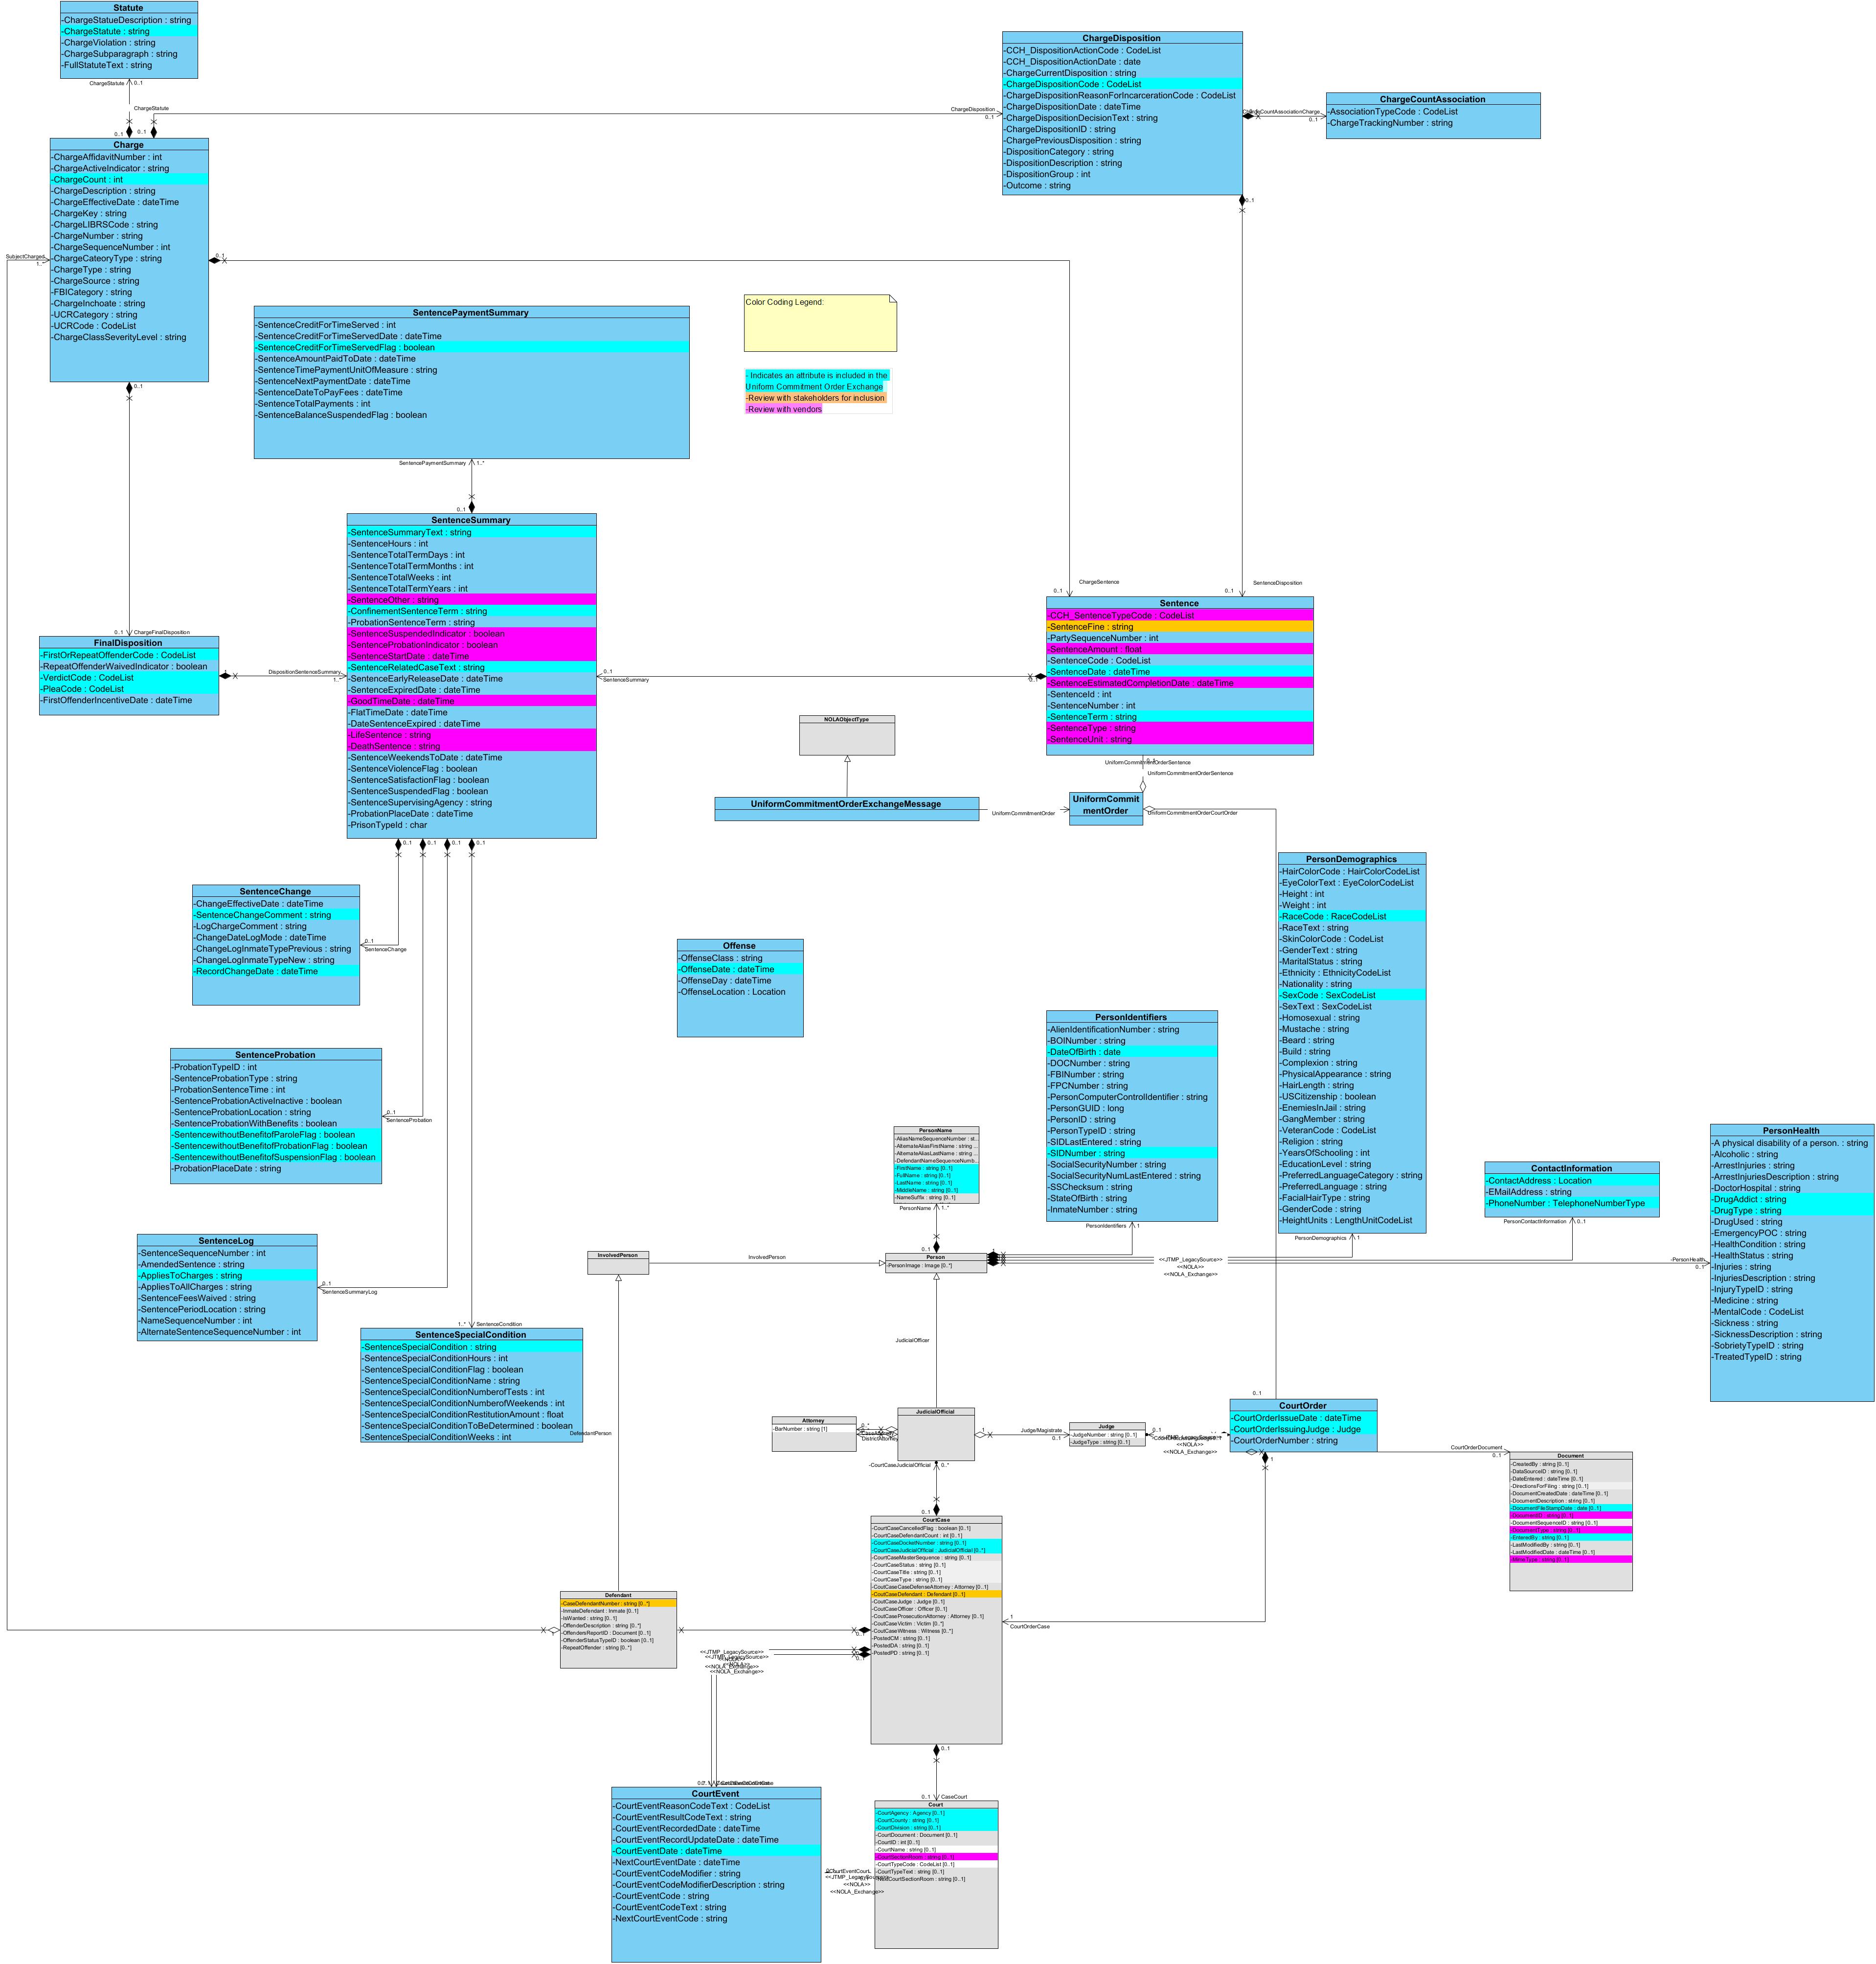 Statute
-ChargeStatueDescription : string
-ChargeStatute : string
-ChargeViolation : string
-ChargeSubparagraph : string
-FullStatuteText : string
ChargeStatute
0..1
ChargeStatute
0..1
0..1
ChargeDisposition
-CCH_DispositionActionCode : CodeList
-CCH_DispositionActionDate : date
-ChargeCurrentDisposition : string
-ChargeDispositionCode : CodeList
-ChargeDispositionReasonForIncarcerationCode : CodeList
-ChargeDispositionDate : dateTime
-ChargeDispositionDecisionText : string
-ChargeDispositionID : string
-ChargePreviousDisposition : string
-DispositionCategory : string
-DispositionDescription : string
-DispositionGroup : int
-Outcome : string
ChargeDisposition
0..1
0..1
0..1
ChargeCountAssociation
-AssociationTypeCode : CodeList
-ChargeTrackingNumber : string
Charge
-ChargeAffidavitNumber : int
-ChargeActiveIndicator : string
-ChargeCount : int
-ChargeDescription : string
-ChargeEffectiveDate : dateTime
-ChargeKey : string
-ChargeLIBRSCode : string
-ChargeNumber : string
-ChargeSequenceNumber : int
-ChargeCateoryType : string
-ChargeType : string
-ChargeSource : string
-FBICategory : string
-ChargeInchoate : string
-UCRCategory : string
-UCRCode : CodeList
-ChargeClassSeverityLevel : string
SubjectCharged
0..1
0..1
SentencePaymentSummary
-SentenceCreditForTimeServed : int
-SentenceCreditForTimeServedDate : dateTime
-SentenceCreditForTimeServedFlag : boolean
-SentenceAmountPaidToDate : dateTime
-SentenceTimePaymentUnitOfMeasure : string
-SentenceNextPaymentDate : dateTime
-SentenceDateToPayFees : dateTime
-SentenceTotalPayments : int
-SentenceBalanceSuspendedFlag : boolean
SentencePaymentSummary
1..*
0..1
Color Coding Legend:
- Indicates an attribute is included in the
Uniform Commitment Order Exchange
-Review with stakeholders for inclusion
-Review with vendors
SentenceSummary
-SentenceSummaryText : string
-SentenceHours : int
-SentenceTotalTermDays : int
-SentenceTotalTermMonths : int
-SentenceTotalWeeks : int
-SentenceTotalTermYears : int
-SentenceOther : string
-ConfinementSentenceTerm : string
-ProbationSentenceTerm : string
-SentenceSuspendedIndicator : boolean
-SentenceProbationIndicator : boolean
-SentenceStartDate : dateTime
-SentenceRelatedCaseText : string
-SentenceEarlyReleaseDate : dateTime
-SentenceExpiredDate : dateTime
-GoodTimeDate : dateTime
-FlatTimeDate : dateTime
-DateSentenceExpired : dateTime
-LifeSentence : string
-DeathSentence : string
-SentenceWeekendsToDate : dateTime
-SentenceViolenceFlag : boolean
-SentenceSatisfactionFlag : boolean
-SentenceSuspendedFlag : boolean
-SentenceSupervisingAgency : string
-ProbationPlaceDate : dateTime
-PrisonTypeId : char
0..1
0..1
0..1
0..1
0..1 ChargeFinalDisposition
FinalDisposition
-FirstOrRepeatOffenderCode : CodeList
-RepeatOffenderWaivedIndicator : boolean
-VerdictCode : CodeList
-PleaCode : CodeList
-FirstOffenderIncentiveDate : dateTime
DispositionSentenceSummary
0..1
SentenceSummary
ChargeSentence
0..1
SentenceDisposition
0..1
Sentence
-CCH_SentenceTypeCode : CodeList
-SentenceFine : string
-PartySequenceNumber : int
-SentenceAmount : float
-SentenceCode : CodeList
-SentenceDate : dateTime
-SentenceEstimatedCompletionDate : dateTime
-SentenceId : int
-SentenceNumber : int
-SentenceTerm : string
-SentenceType : string
-SentenceUnit : string
UniformCommitmentOrderSentence
UniformCommitmentOrderSentence
NOLAObjectType
UniformCommitmentOrderExchangeMessage
UniformCommitmentOrder
UniformCommit
mentOrder
UniformCommitmentOrderCourtOrder
SentenceChange
-ChangeEffectiveDate : dateTime
-SentenceChangeComment : string
-LogChargeComment : string
-ChangeDateLogMode : dateTime
-ChangeLogInmateTypePrevious : string
-ChangeLogInmateTypeNew : string
-RecordChangeDate : dateTime
0..1
SentenceChange
Offense
-OffenseClass : string
-OffenseDate : dateTime
-OffenseDay : dateTime
-OffenseLocation : Location
PersonDemographics
-HairColorCode : HairColorCodeList
-EyeColorText : EyeColorCodeList
-Height : int
-Weight : int
-RaceCode : RaceCodeList
-RaceText : string
-SkinColorCode : CodeList
-GenderText : string
-MaritalStatus : string
-Ethnicity : EthnicityCodeList
-Nationality : string
-SexCode : SexCodeList
-SexText : SexCodeList
-Homosexual : string
-Mustache : string
-Beard : string
-Build : string
-Complexion : string
-PhysicalAppearance : string
-HairLength : string
-USCitizenship : boolean
-EnemiesInJail : string
-GangMember : string
-VeteranCode : CodeList
-Religion : string
-YearsOfSchooling : int
-EducationLevel : string
-PreferredLanguageCategory : string
-PreferredLanguage : string
-FacialHairType : string
-GenderCode : string
-HeightUnits : LengthUnitCodeList
PersonDemographics
1
PersonIdentifiers
-AlienIdentificationNumber : string
-BOINumber : string
-DateOfBirth : date
-DOCNumber : string
-FBINumber : string
-FPCNumber : string
-PersonComputerControlIdentifier : string
-PersonGUID : long
-PersonID : string
-PersonTypeID : string
-SIDLastEntered : string
-SIDNumber : string
-SocialSecurityNumber : string
-SocialSecurityNumLastEntered : string
-SSChecksum : string
-StateOfBirth : string
-InmateNumber : string
PersonIdentifiers
1
SentenceProbation
-ProbationTypeID : int
-SentenceProbationType : string
-ProbationSentenceTime : int
-SentenceProbationActiveInactive : boolean
-SentenceProbationLocation : string
-SentenceProbationWithBenefits : boolean
-SentencewithoutBenefitofParoleFlag : boolean
-SentencewithoutBenefitofProbationFlag : boolean
-SentencewithoutBenefitofSuspensionFlag : boolean
-ProbationPlaceDate : string
0..1
SentenceProbation
PersonName
-AliasNameSequenceNumber : st...
-AlternateAliasFirstName : string ...
-AlternateAliasLastName : string ...
-DefendantNameSequenceNumb...
-FirstName : string [0..1]
-FullName : string [0..1]
-LastName : string [0..1]
-MiddleName : string [0..1]
-NameSuffix : string [0..1]
PersonName
1..*
0..1
PersonHealth
-A physical disability of a person. : string
-Alcoholic : string
-ArrestInjuries : string
-ArrestInjuriesDescription : string
-DoctorHospital : string
-DrugAddict : string
-DrugType : string
-DrugUsed : string
-EmergencyPOC : string
-HealthCondition : string
-HealthStatus : string
-Injuries : string
-InjuriesDescription : string
-InjuryTypeID : string
-Medicine : string
-MentalCode : CodeList
-Sickness : string
-SicknessDescription : string
-SobrietyTypeID : string
-TreatedTypeID : string
-PersonHealth
0..1
ContactInformation
-ContactAddress : Location
-EMailAddress : string
-PhoneNumber : TelephoneNumberType
PersonContactInformation
0..1
SentenceLog
-SentenceSequenceNumber : int
-AmendedSentence : string
-AppliesToCharges : string
-AppliesToAllCharges : string
-SentenceFeesWaived : string
-SentencePeriodLocation : string
-NameSequenceNumber : int
-AlternateSentenceSequenceNumber : int
0..1
SentenceSummaryLog
InvolvedPerson
InvolvedPerson
Person
-PersonImage : Image [0..*]
<<JTMP_LegacySource>>
<<NOLA>>
<<NOLA_Exchange>>
1..* SentenceCondition
SentenceSpecialCondition
-SentenceSpecialCondition : string
-SentenceSpecialConditionHours : int
-SentenceSpecialConditionFlag : boolean
-SentenceSpecialConditionName : string
-SentenceSpecialConditionNumberofTests : int
-SentenceSpecialConditionNumberofWeekends : int
-SentenceSpecialConditionRestitutionAmount : float
-SentenceSpecialConditionToBeDetermined : boolean
-SentenceSpecialConditionWeeks : int
DefendantPerson
JudicialOfficer
Attorney
-BarNumber : string [1]
DistrictAttorney
JudicialOfficial
Judge/Magistrate
0..1
Judge
-JudgeNumber : string [0..1]
-JudgeType : string [0..1]
0..1
<<NOLA>>
<<NOLA_Exchange>>
0..1
CourtOrder
-CourtOrderIssueDate : dateTime
-CourtOrderIssuingJudge : Judge
-CourtOrderNumber : string
1
CourtOrderDocument
0..1
Document
-CreatedBy : string [0..1]
-DataSourceID : string [0..1]
-DateEntered : dateTime [0..1]
-DirectionsForFiling : string [0..1]
-DocumentCreatedDate : dateTime [0..1]
-DocumentDescription : string [0..1]
-DocumentFileStampDate : date [0..1]
-DocumentID : string [0..1]
-DocumentSequenceID : string [0..1]
-DocumentType : string [0..1]
-EnteredBy : string [0..1]
-LastModifiedBy : string [0..1]
-LastModifiedDate : dateTime [0..1]
-MimeType : string [0..1]
-CourtCaseJudicialOfficial
0..*
0..1
CourtCase
-CourtCaseCancelledFlag : boolean [0..1]
-CourtCaseDefendantCount : int [0..1]
-CourtCaseDocketNumber : string [0..1]
-CourtCaseJudicialOfficial : JudicialOfficial [0..*]
-CourtCaseMasterSequence : string [0..1]
-CourtCaseStatus : string [0..1]
-CourtCaseTitle : string [0..1]
-CourtCaseType : string [0..1]
-CoutCaseCaseDefenseAttorney : Attorney [0..1]
-CoutCaseDefendant : Defendant [0..1]
-CoutCaseJudge : Judge [0..1]
-CoutCaseOfficer : Officer [0..1]
-CoutCaseProsecutionAttorney : Attorney [0..1]
-CoutCaseVictim : Victim [0..*]
-CoutCaseWitness : Witness [0..*]
-PostedCM : string [0..1]
-PostedDA : string [0..1]
-PostedPD : string [0..1]
1
CourtOrderCase
Defendant
-CaseDefendantNumber : string [0..*]
-InmateDefendant : Inmate [0..1]
-IsWanted : string [0..1]
-OffenderDescription : string [0..*]
-OffendersReportID : Document [0..1]
-OffenderStatusTypeID : boolean [0..1]
-RepeatOffender : string [0..*]
<<JTMP_LegacySource>>
<<NOLA_Exchange>>
0..1
CaseCourt
0..1
CourtEvent
-CourtEventReasonCodeText : CodeList
-CourtEventResultCodeText : string
-CourtEventRecordedDate : dateTime
-CourtEventRecordUpdateDate : dateTime
-CourtEventDate : dateTime
-NextCourtEventDate : dateTime
-CourtEventCodeModifier : string
-CourtEventCodeModifierDescription : string
-CourtEventCode : string
-CourtEventCodeText : string
-NextCourtEventCode : string
Court
-CourtAgency : Agency [0..1]
-CourtCounty : string [0..1]
-CourtDivision : string [0..1]
-CourtDocument : Document [0..1]
-CourtID : int [0..1]
-CourtName : string [0..1]
-CourtSectionRoom : string [0..1]
-CourtTypeCode : CodeList [0..1]
-CourtTypeText : string [0..1]
<<NOLA>>
<<NOLA_Exchange>>